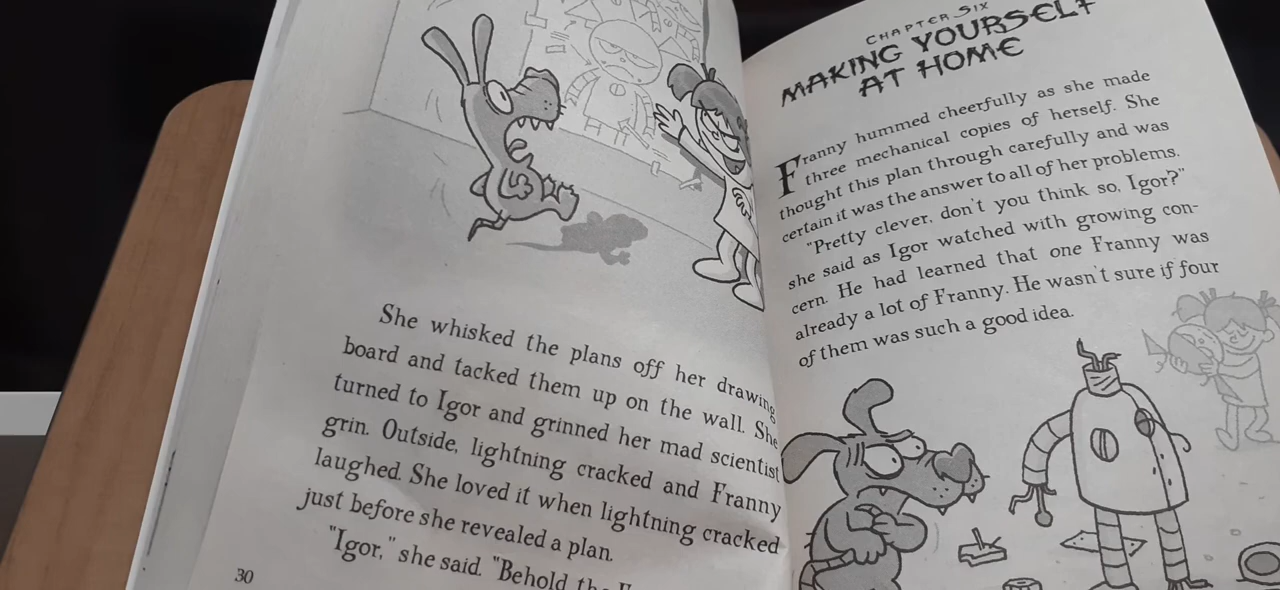 She whisked the plans off her drawing
board and tacked them up on the wall. She
turned to Igor and grinned her mad scientist
grin. Outside, lightning cracked and Franny
laughed. She loved it when lightning cracked
just before she revealed a plan.
"Igor," she said. "Behold the
30
CHAPTER SIX
MAKING YOURSELF
AT HOME
Franny hummed cheerfully as she made
three mechanical copies of herself. She
thought this plan through carefully and was
certain it was the answer to all of her problems.
"Pretty clever, don't you think so, Igor?"
she said as Igor watched with growing con-
cern. He had learned that one Franny was
already a lot of Franny. He wasn't sure if four
of them was such a good idea.